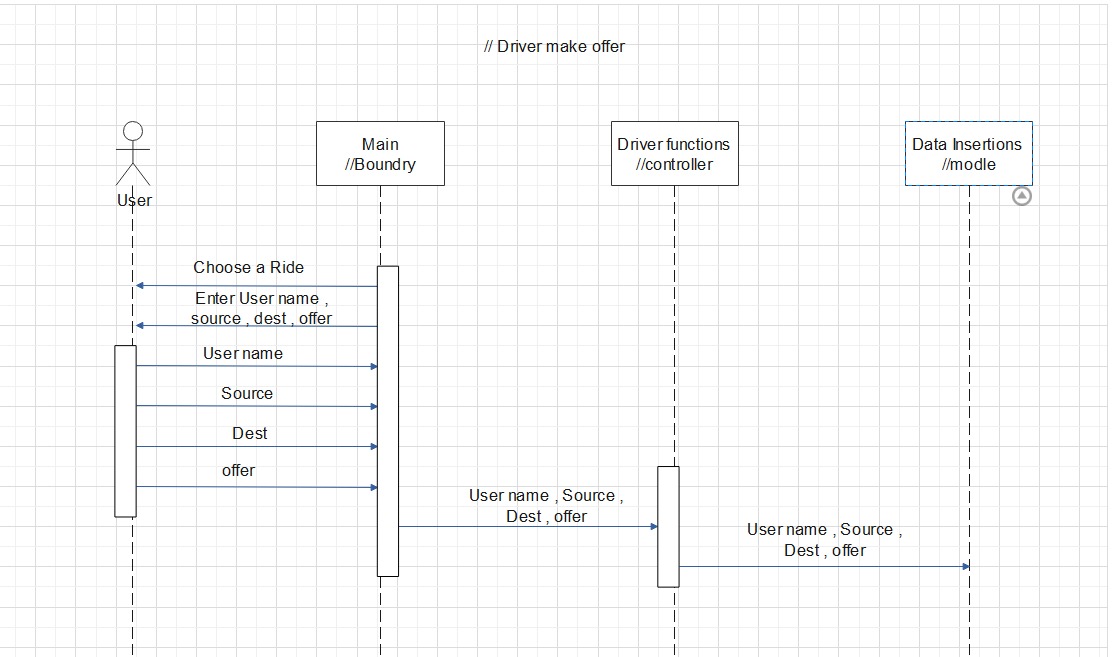 // Driver make offer
Main
//Boundry
Driver functions
//controller
Data Insertions
//modle
User
Choose a Ride
Enter User name ,
source , dest , offer
User name
Source
Dest
offer
User name , Source ,
Dest , offer
User name , Source ,
Dest , offer